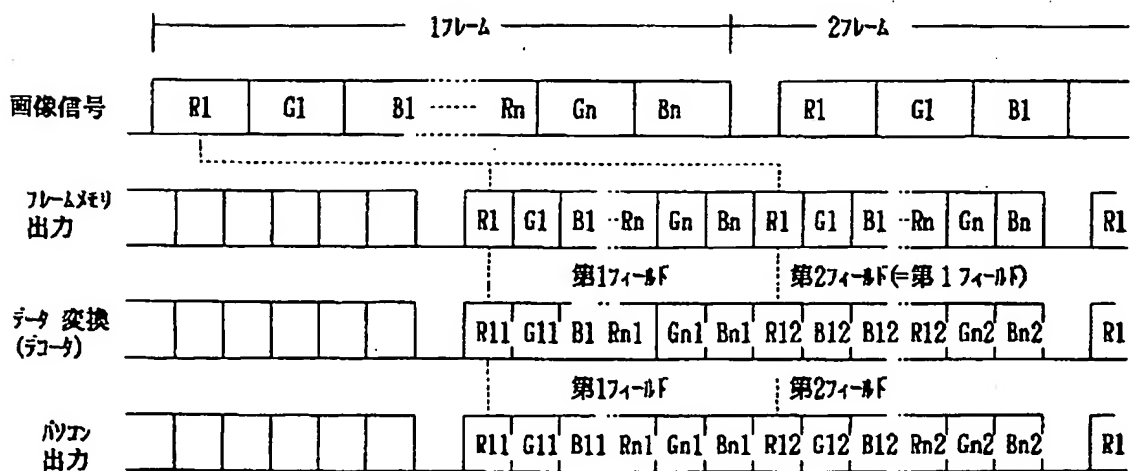 1フレーム 2フレーム
画像信号 R1 G1 B1 ...... Rn Gn Bn R1 G1 B1
フレームメモリ
出力 R1 G1 B1 ..Rn Gn Bn R1 G1 B1 ..Rn Gn Bn R1
第1フィールド 第2フィールド(=第1フィールド)
データ変換
(デコータ) R11 G11 B1 Rn1 Gn1 Bn1 R12 B12 B12 R12 Gn2 Bn2 R1
第1フィールド 第2フィールド
パソコン
出力 R11 G11 B11 Rn1 Gn1 Bn1 R12 G12 B12 Rn2 Gn2 Bn2 R1